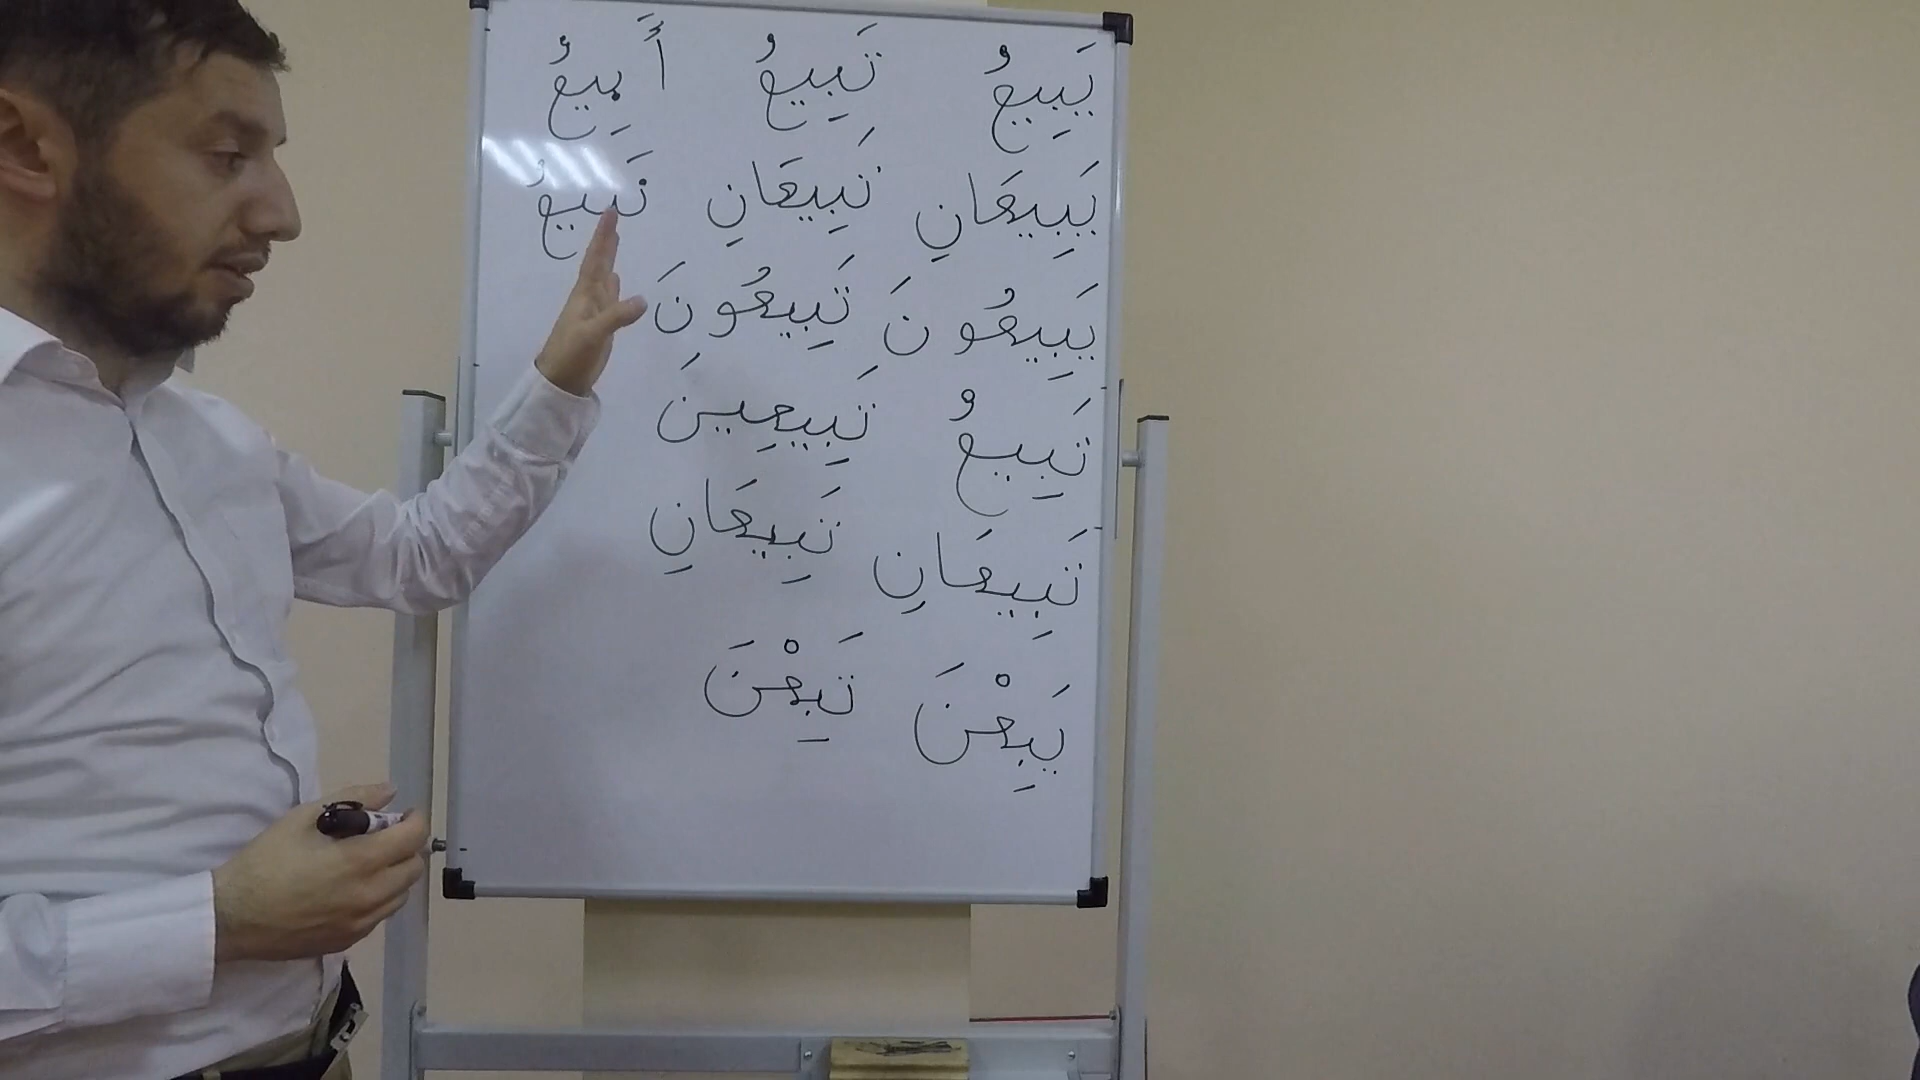 يَبِيعُ تَبِيعُ أَبِيعُ
يَبِيعَانِ تَبِيعَانِ نَبِيعُ
يَبِيعُونَ تَبِيعُونَ
تَبِيعُ تَبِيعِينَ
تَبِيعَانِ تَبِيعَانِ
يَبِعْنَ تَبِعْنَ